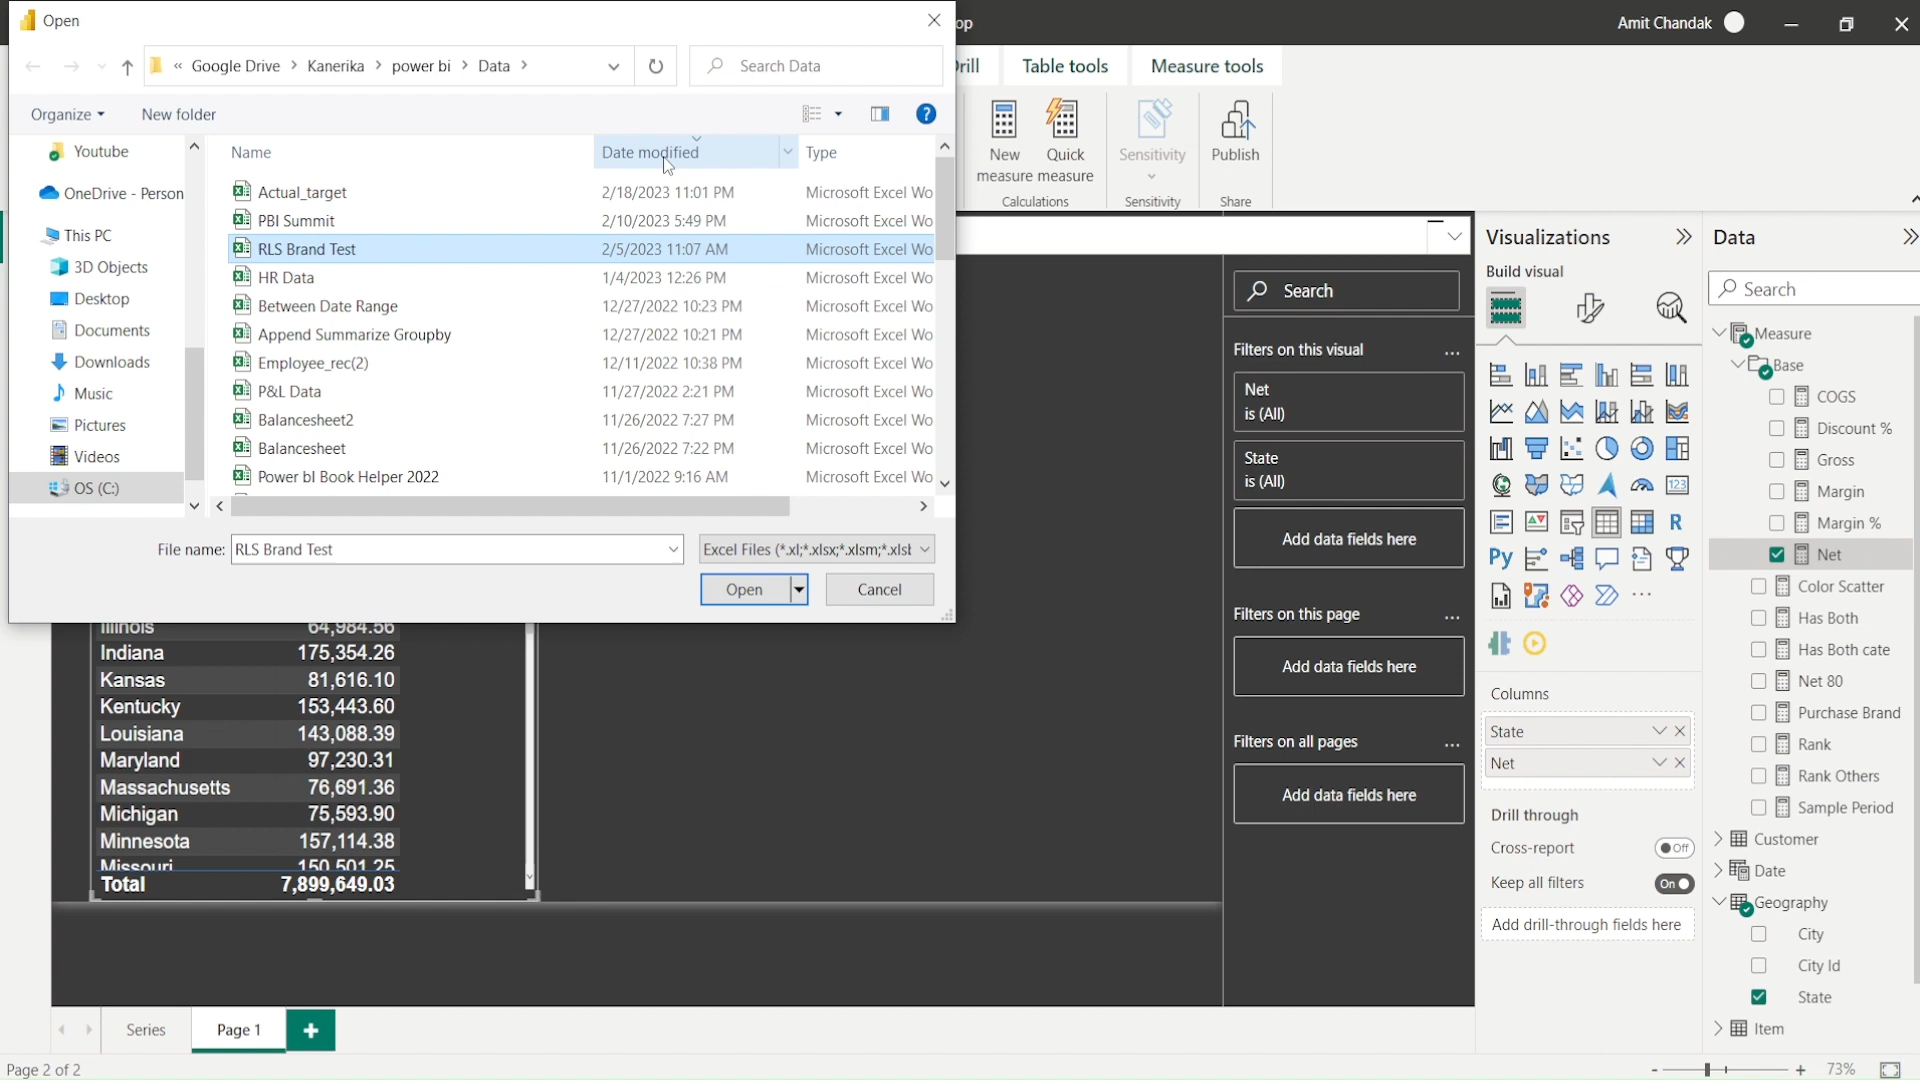 Open
op
Amit Chandak
« Google Drive > Kanerika > power bi > Data >
Search Data
Organize
New folder
rill
Table tools
Measure tools
New measure
Quick measure
Sensitivity
Publish
Calculations
Sensitivity
Share
Youtube
OneDrive - Person
This PC
3D Objects
Desktop
Documents
Downloads
Music
Pictures
Videos
OS (C:)
Name Date modified Type
Actual_target 2/18/2023 11:01 PM Microsoft Excel Wo
PBI Summit 2/10/2023 5:49 PM Microsoft Excel Wo
RLS Brand Test 2/5/2023 11:07 AM Microsoft Excel Wo
HR Data 1/4/2023 12:26 PM Microsoft Excel Wo
Between Date Range 12/27/2022 10:23 PM Microsoft Excel Wo
Append Summarize Groupby 12/27/2022 10:21 PM Microsoft Excel Wo
Employee_rec(2) 12/11/2022 10:38 PM Microsoft Excel Wo
P&L Data 11/27/2022 2:21 PM Microsoft Excel Wo
Balancesheet2 11/26/2022 7:27 PM Microsoft Excel Wo
Balancesheet 11/26/2022 7:22 PM Microsoft Excel Wo
Power bI Book Helper 2022 11/1/2022 9:16 AM Microsoft Excel Wo
File name: RLS Brand Test
Excel Files (*.xl;*.xlsx;*.xlsm;*.xlst
Open
Cancel
Illinois 64,984.56
Indiana 175,354.26
Kansas 81,616.10
Kentucky 153,443.60
Louisiana 143,088.39
Maryland 97,230.31
Massachusetts 76,691.36
Michigan 75,593.90
Minnesota 157,114.38
Missouri 150,501.25
Total 7,899,649.03
Search
Filters on this visual ...
Net
is (All)
State
is (All)
Add data fields here
Filters on this page ...
Add data fields here
Filters on all pages ...
Add data fields here
Visualizations
Build visual
123
R
Py
...
Columns
State
Net
Drill through
Cross-report Off
Keep all filters On
Add drill-through fields here
Data
Search
Measure
Base
COGS
Discount %
Gross
Margin
Margin %
Net
Color Scatter
Has Both
Has Both cate
Net 80
Purchase Brand
Rank
Rank Others
Sample Period
Customer
Date
Geography
City
City Id
State
Item
Series
Page 1
Page 2 of 2
- + 73%